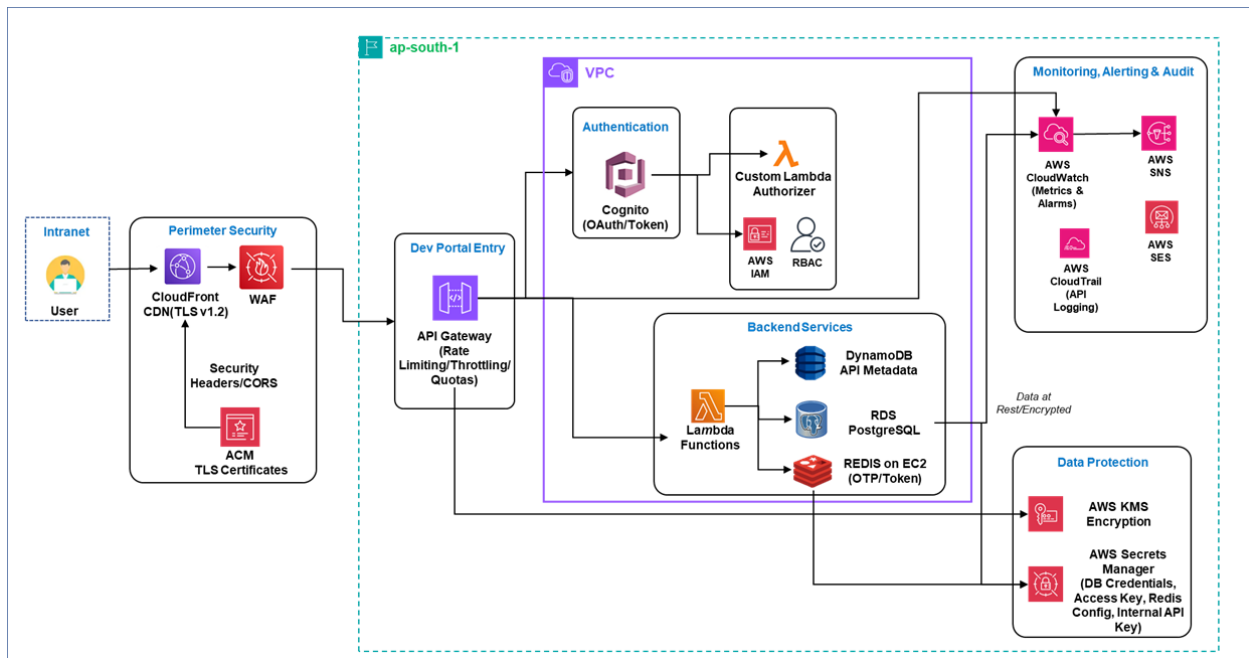 ap-south-1
VPC
Monitoring, Alerting & Audit
Authentication
Cognito
(OAuth/Token)
Custom Lambda
Authorizer
AWS
IAM
RBAC
AWS
CloudWatch
(Metrics &
Alarms)
AWS
SNS
AWS
CloudTrail
(API
Logging)
AWS
SES
Intranet
User
Perimeter Security
CloudFront
CDN(TLS v1.2)
WAF
Security
Headers/CORS
ACM
TLS Certificates
Dev Portal Entry
API Gateway
(Rate
Limiting/Throttling/
Quotas)
Backend Services
Lambda
Functions
DynamoDB
API Metadata
RDS
PostgreSQL
REDIS on EC2
(OTP/Token)
Data at
Rest/Encrypted
Data Protection
AWS KMS
Encryption
AWS Secrets
Manager
(DB Credentials,
Access Key, Redis
Config, Internal API
Key)